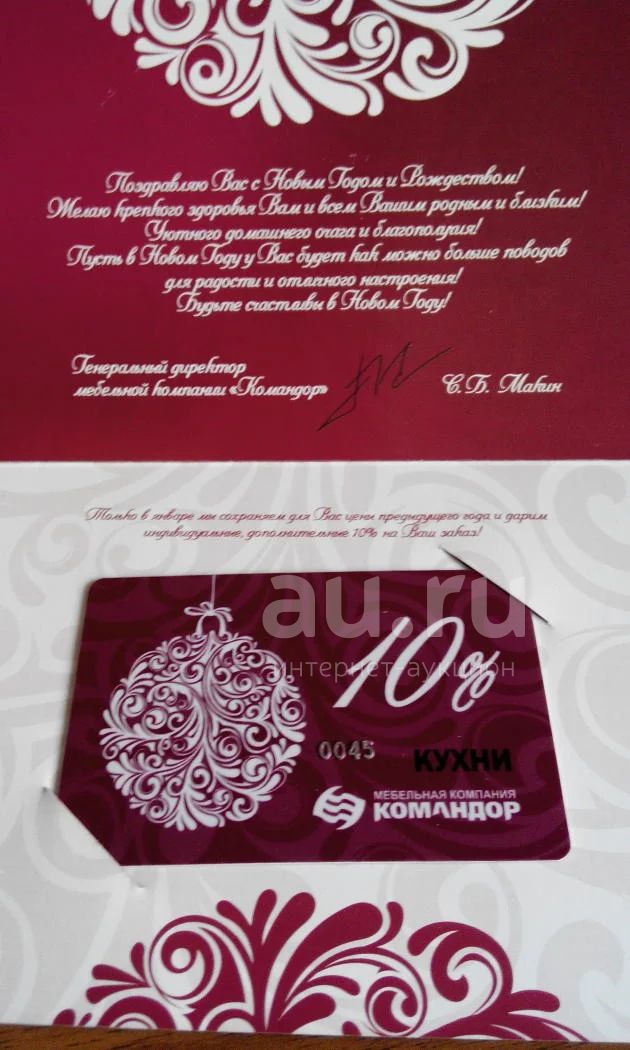 Поздравляю Вас с Новым Годом и Рождеством!
Желаю крепкого здоровья Вам и всем Вашим родным и близким!
Уютного домашнего очага и благополучия!
Пусть в Новом Году у Вас будет как можно больше поводов
для радости и отличного настроения!
Будьте счастливы в Новом Году!
Генеральный директор
мебельной компании «Командор»
С.Б. Макин
Только в январе мы сохраняем для Вас цены предыдущего года и дарим
индивидуальные, дополнительные 10% на Ваш заказ!
au.ru
интернет-аукцион
10%
0045
КУХНИ
МЕБЕЛЬНАЯ КОМПАНИЯ
КОМАНДОР